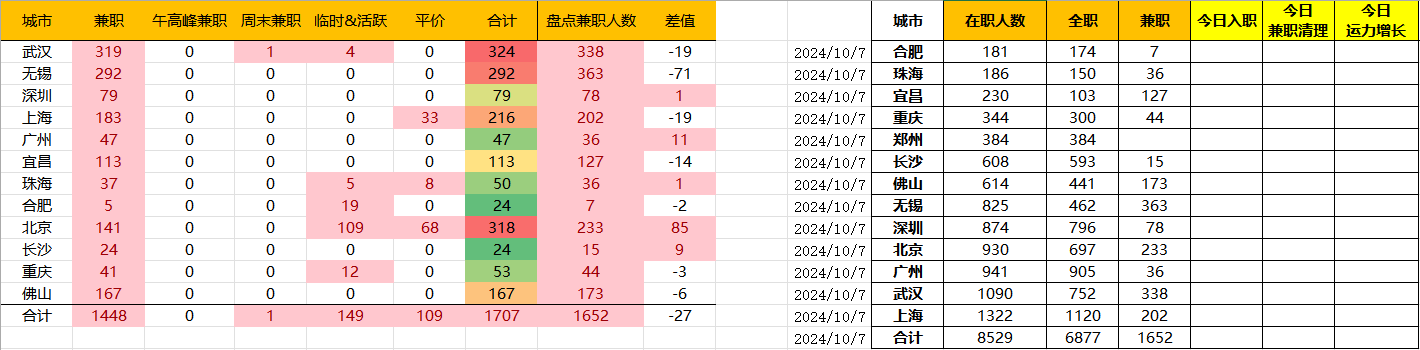 城市 兼职 午高峰兼职 周末兼职 临时&活跃 平价 合计 盘点兼职人数 差值
武汉 319 0 1 4 0 324 338 -19
无锡 292 0 0 0 0 292 363 -71
深圳 79 0 0 0 0 79 78 1
上海 183 0 0 0 33 216 202 -19
广州 47 0 0 0 0 47 36 11
宜昌 113 0 0 0 0 113 127 -14
珠海 37 0 0 5 8 50 36 1
合肥 5 0 0 19 0 24 7 -2
北京 141 0 0 109 68 318 233 85
长沙 24 0 0 0 0 24 15 9
重庆 41 0 0 12 0 53 44 -3
佛山 167 0 0 0 0 167 173 -6
合计 1448 0 1 149 109 1707 1652 -27
城市 在职人数 全职 兼职 今日入职 今日兼职清理 今日运力增长
2024/10/7 合肥 181 174 7
2024/10/7 珠海 186 150 36
2024/10/7 宜昌 230 103 127
2024/10/7 重庆 344 300 44
2024/10/7 郑州 384 384
2024/10/7 长沙 608 593 15
2024/10/7 佛山 614 441 173
2024/10/7 无锡 825 462 363
2024/10/7 深圳 874 796 78
2024/10/7 北京 930 697 233
2024/10/7 广州 941 905 36
2024/10/7 武汉 1090 752 338
2024/10/7 上海 1322 1120 202
2024/10/7 合计 8529 6877 1652